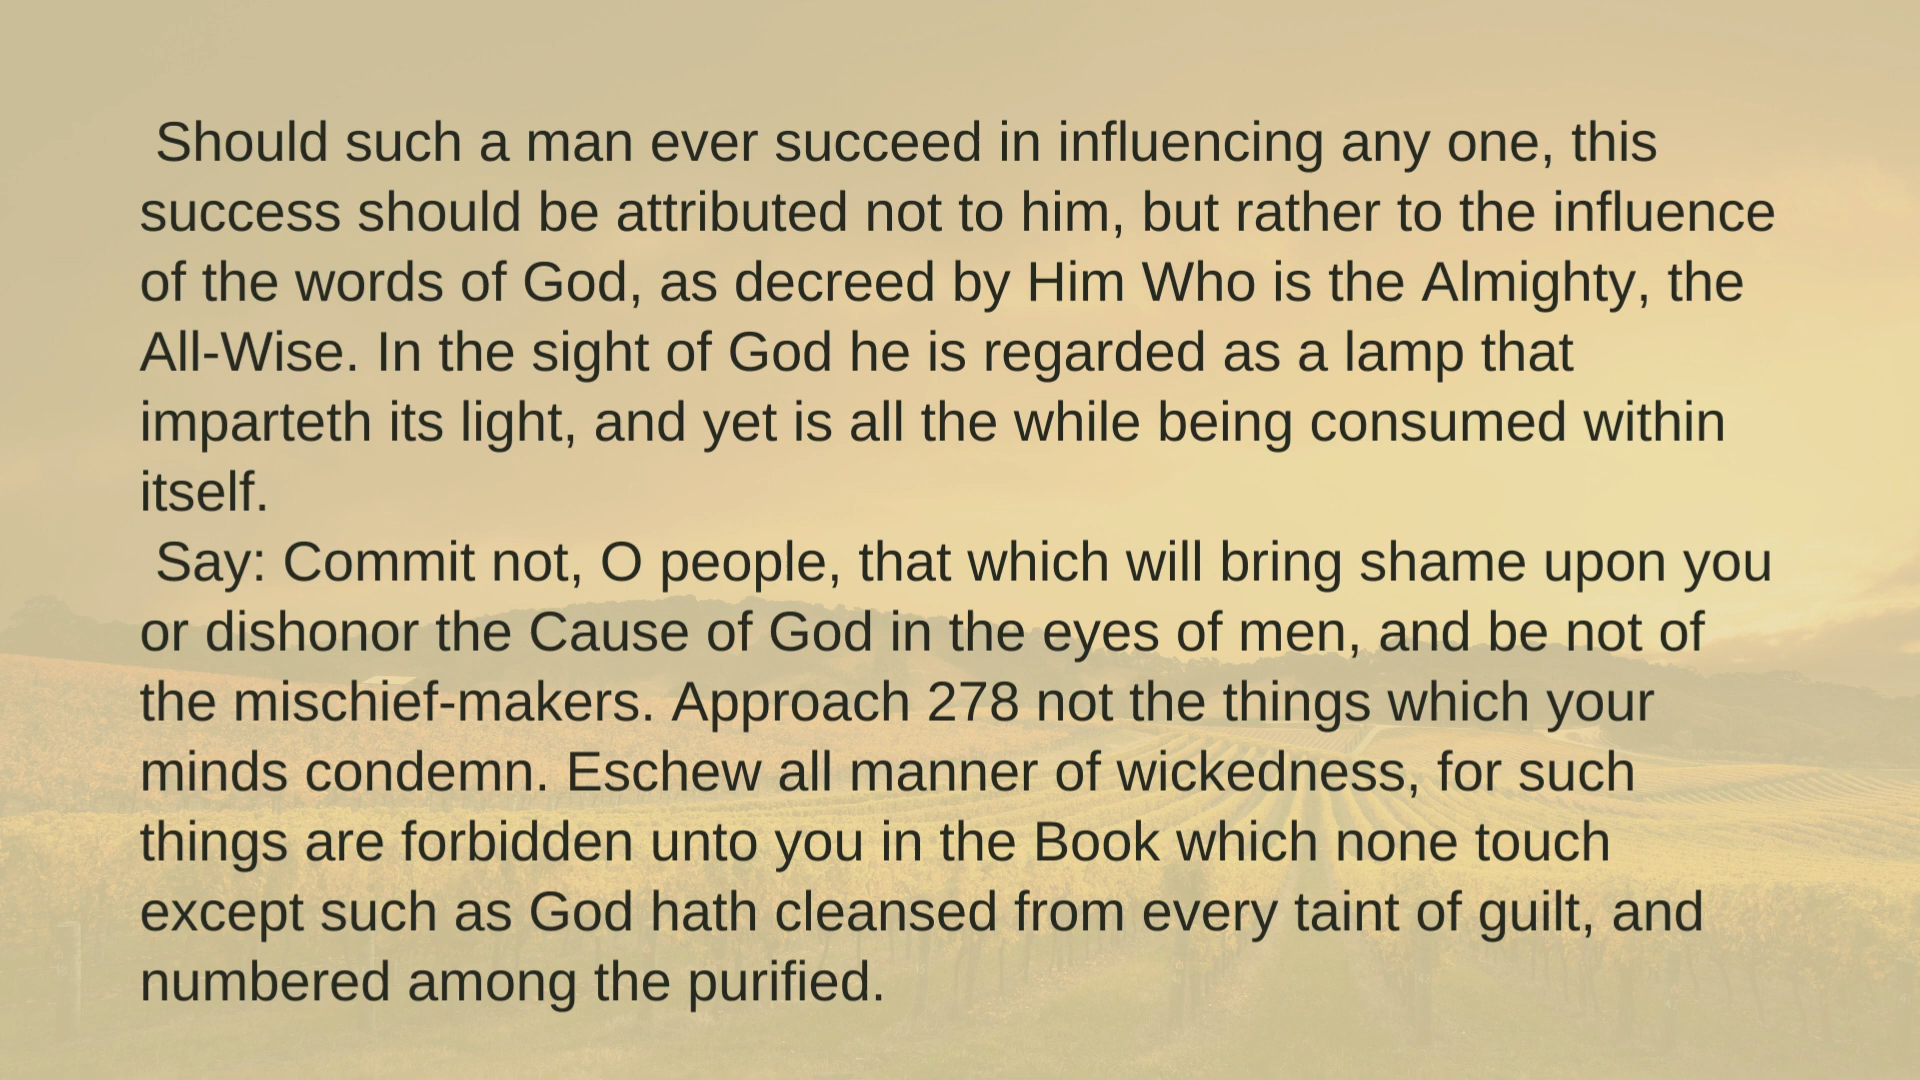 Should such a man ever succeed in influencing any one, this
success should be attributed not to him, but rather to the influence
of the words of God, as decreed by Him Who is the Almighty, the
All-Wise. In the sight of God he is regarded as a lamp that
imparteth its light, and yet is all the while being consumed within
itself.
Say: Commit not, O people, that which will bring shame upon you
or dishonor the Cause of God in the eyes of men, and be not of
the mischief-makers. Approach 278 not the things which your
minds condemn. Eschew all manner of wickedness, for such
things are forbidden unto you in the Book which none touch
except such as God hath cleansed from every taint of guilt, and
numbered among the purified.